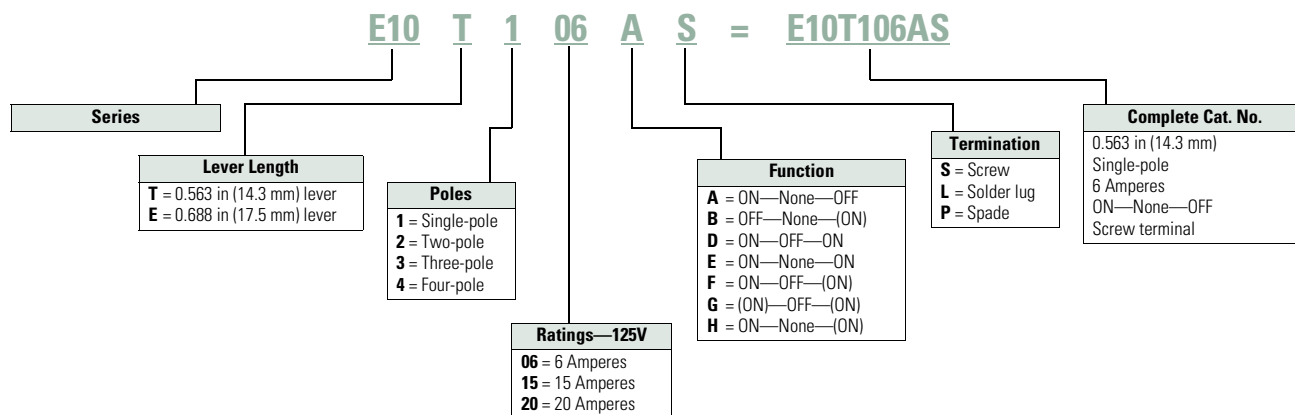 E10 T 1 06 A S = E10T106AS
Series
Lever Length
T = 0.563 in (14.3 mm) lever
E = 0.688 in (17.5 mm) lever
Poles
1 = Single-pole
2 = Two-pole
3 = Three-pole
4 = Four-pole
Ratings—125V
06 = 6 Amperes
15 = 15 Amperes
20 = 20 Amperes
Function
A = ON—None—OFF
B = OFF—None—(ON)
D = ON—OFF—ON
E = ON—None—ON
F = ON—OFF—(ON)
G = (ON)—OFF—(ON)
H = ON—None—(ON)
Termination
S = Screw
L = Solder lug
P = Spade
Complete Cat. No.
0.563 in (14.3 mm)
Single-pole
6 Amperes
ON—None—OFF
Screw terminal